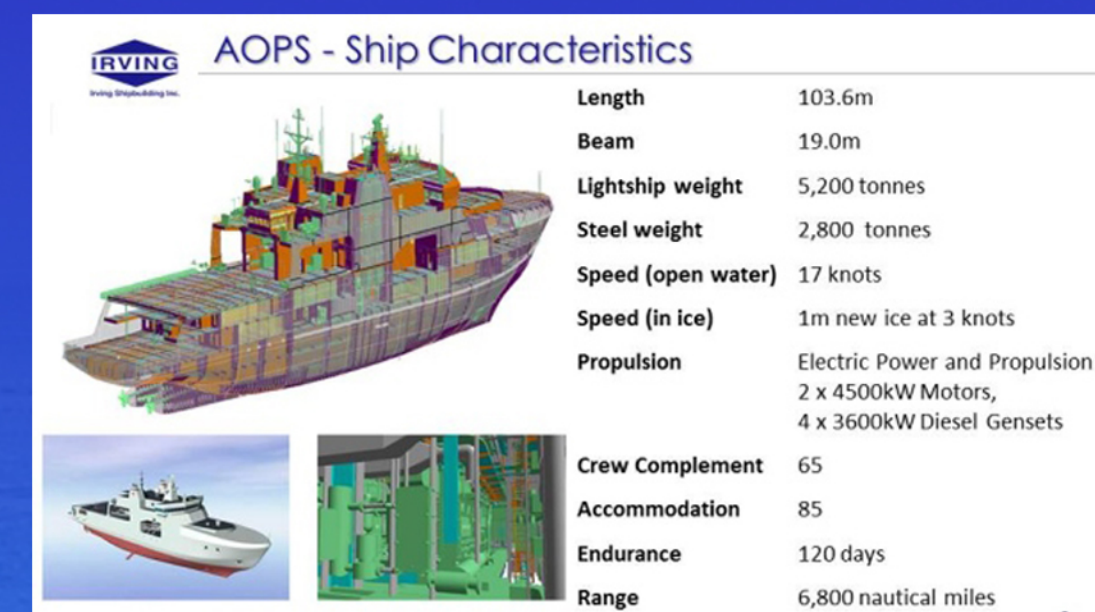 IRVING
Irving Shipbuilding Inc.
AOPS - Ship Characteristics
Length 103.6m
Beam 19.0m
Lightship weight 5,200 tonnes
Steel weight 2,800 tonnes
Speed (open water) 17 knots
Speed (in ice) 1m new ice at 3 knots
Propulsion Electric Power and Propulsion
2 x 4500kW Motors,
4 x 3600kW Diesel Gensets
Crew Complement 65
Accommodation 85
Endurance 120 days
Range 6,800 nautical miles